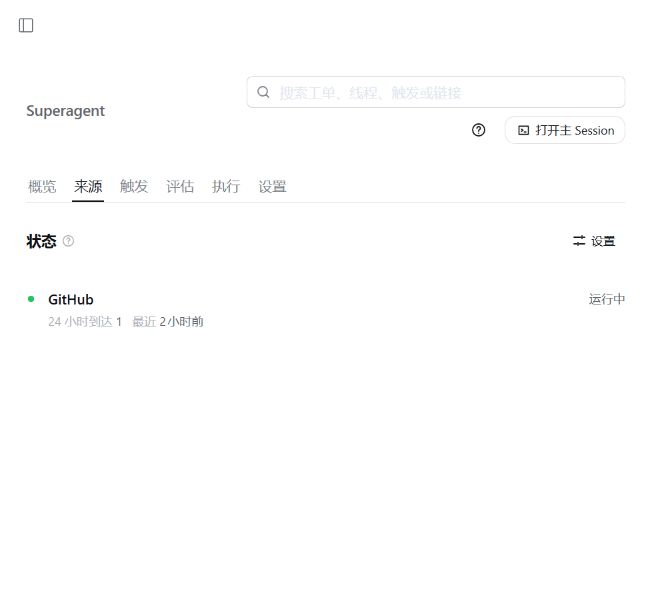 搜索工单、线程、触发或链接
Superagent
打开主 Session
概览 来源 触发 评估 执行 设置
状态
设置
GitHub
运行中
24 小时到达 1 最近 2小时前